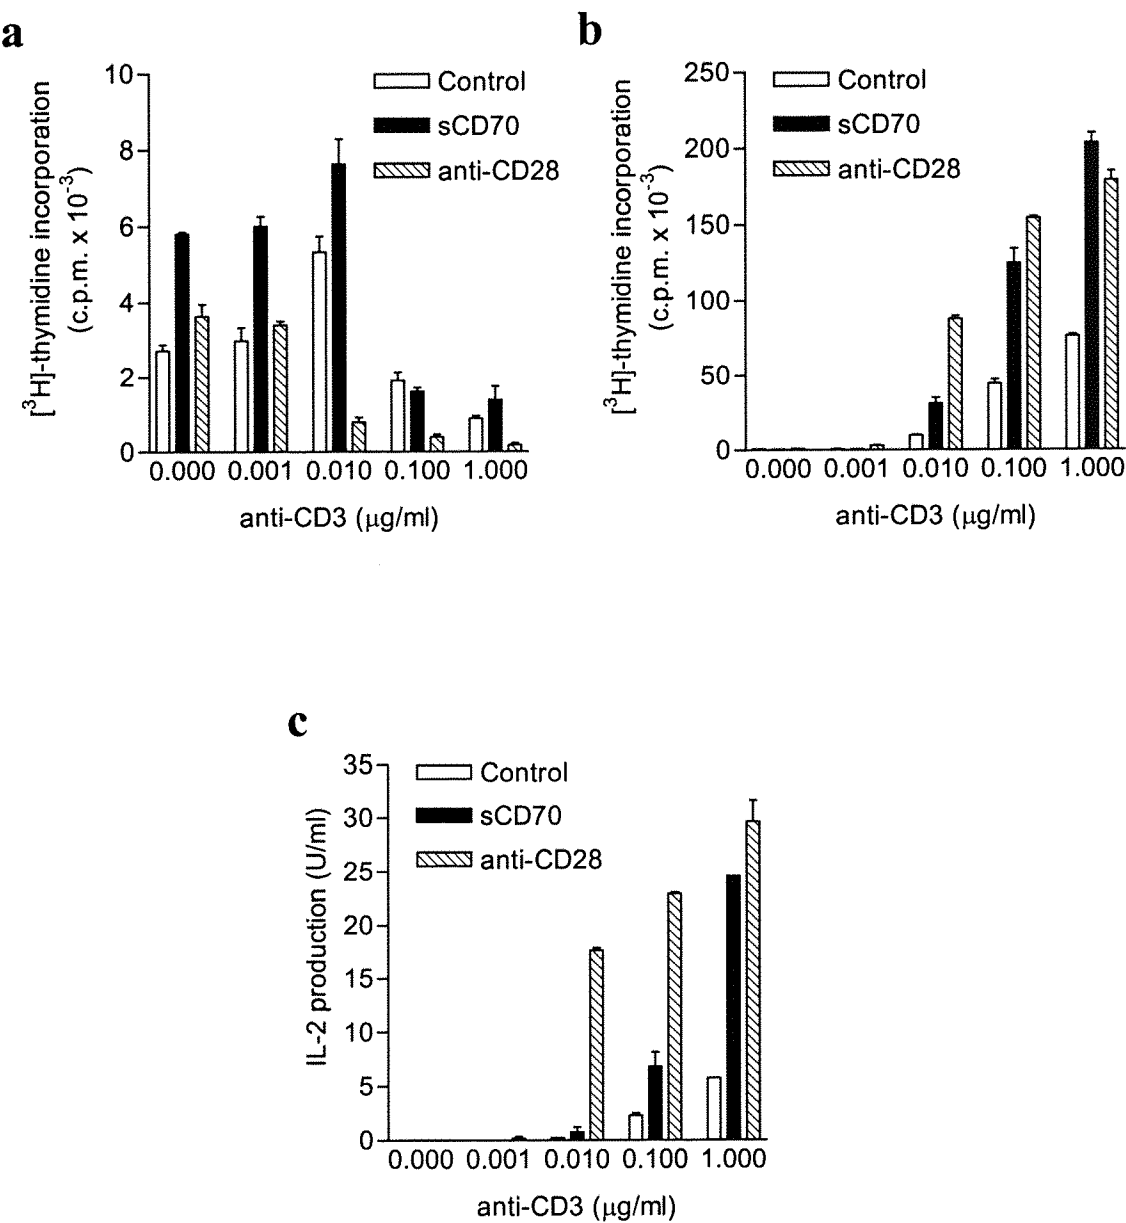 a
[³H]-thymidine incorporation
(c.p.m. x 10⁻³)
10
8
6
4
2
0
Control
sCD70
anti-CD28
0.000 0.001 0.010 0.100 1.000
anti-CD3 (μg/ml)
b
[³H]-thymidine incorporation
(c.p.m. x 10⁻³)
250
200
150
100
50
0
Control
sCD70
anti-CD28
0.000 0.001 0.010 0.100 1.000
anti-CD3 (μg/ml)
c
IL-2 production (U/ml)
35
30
25
20
15
10
5
0
Control
sCD70
anti-CD28
0.000 0.001 0.010 0.100 1.000
anti-CD3 (μg/ml)